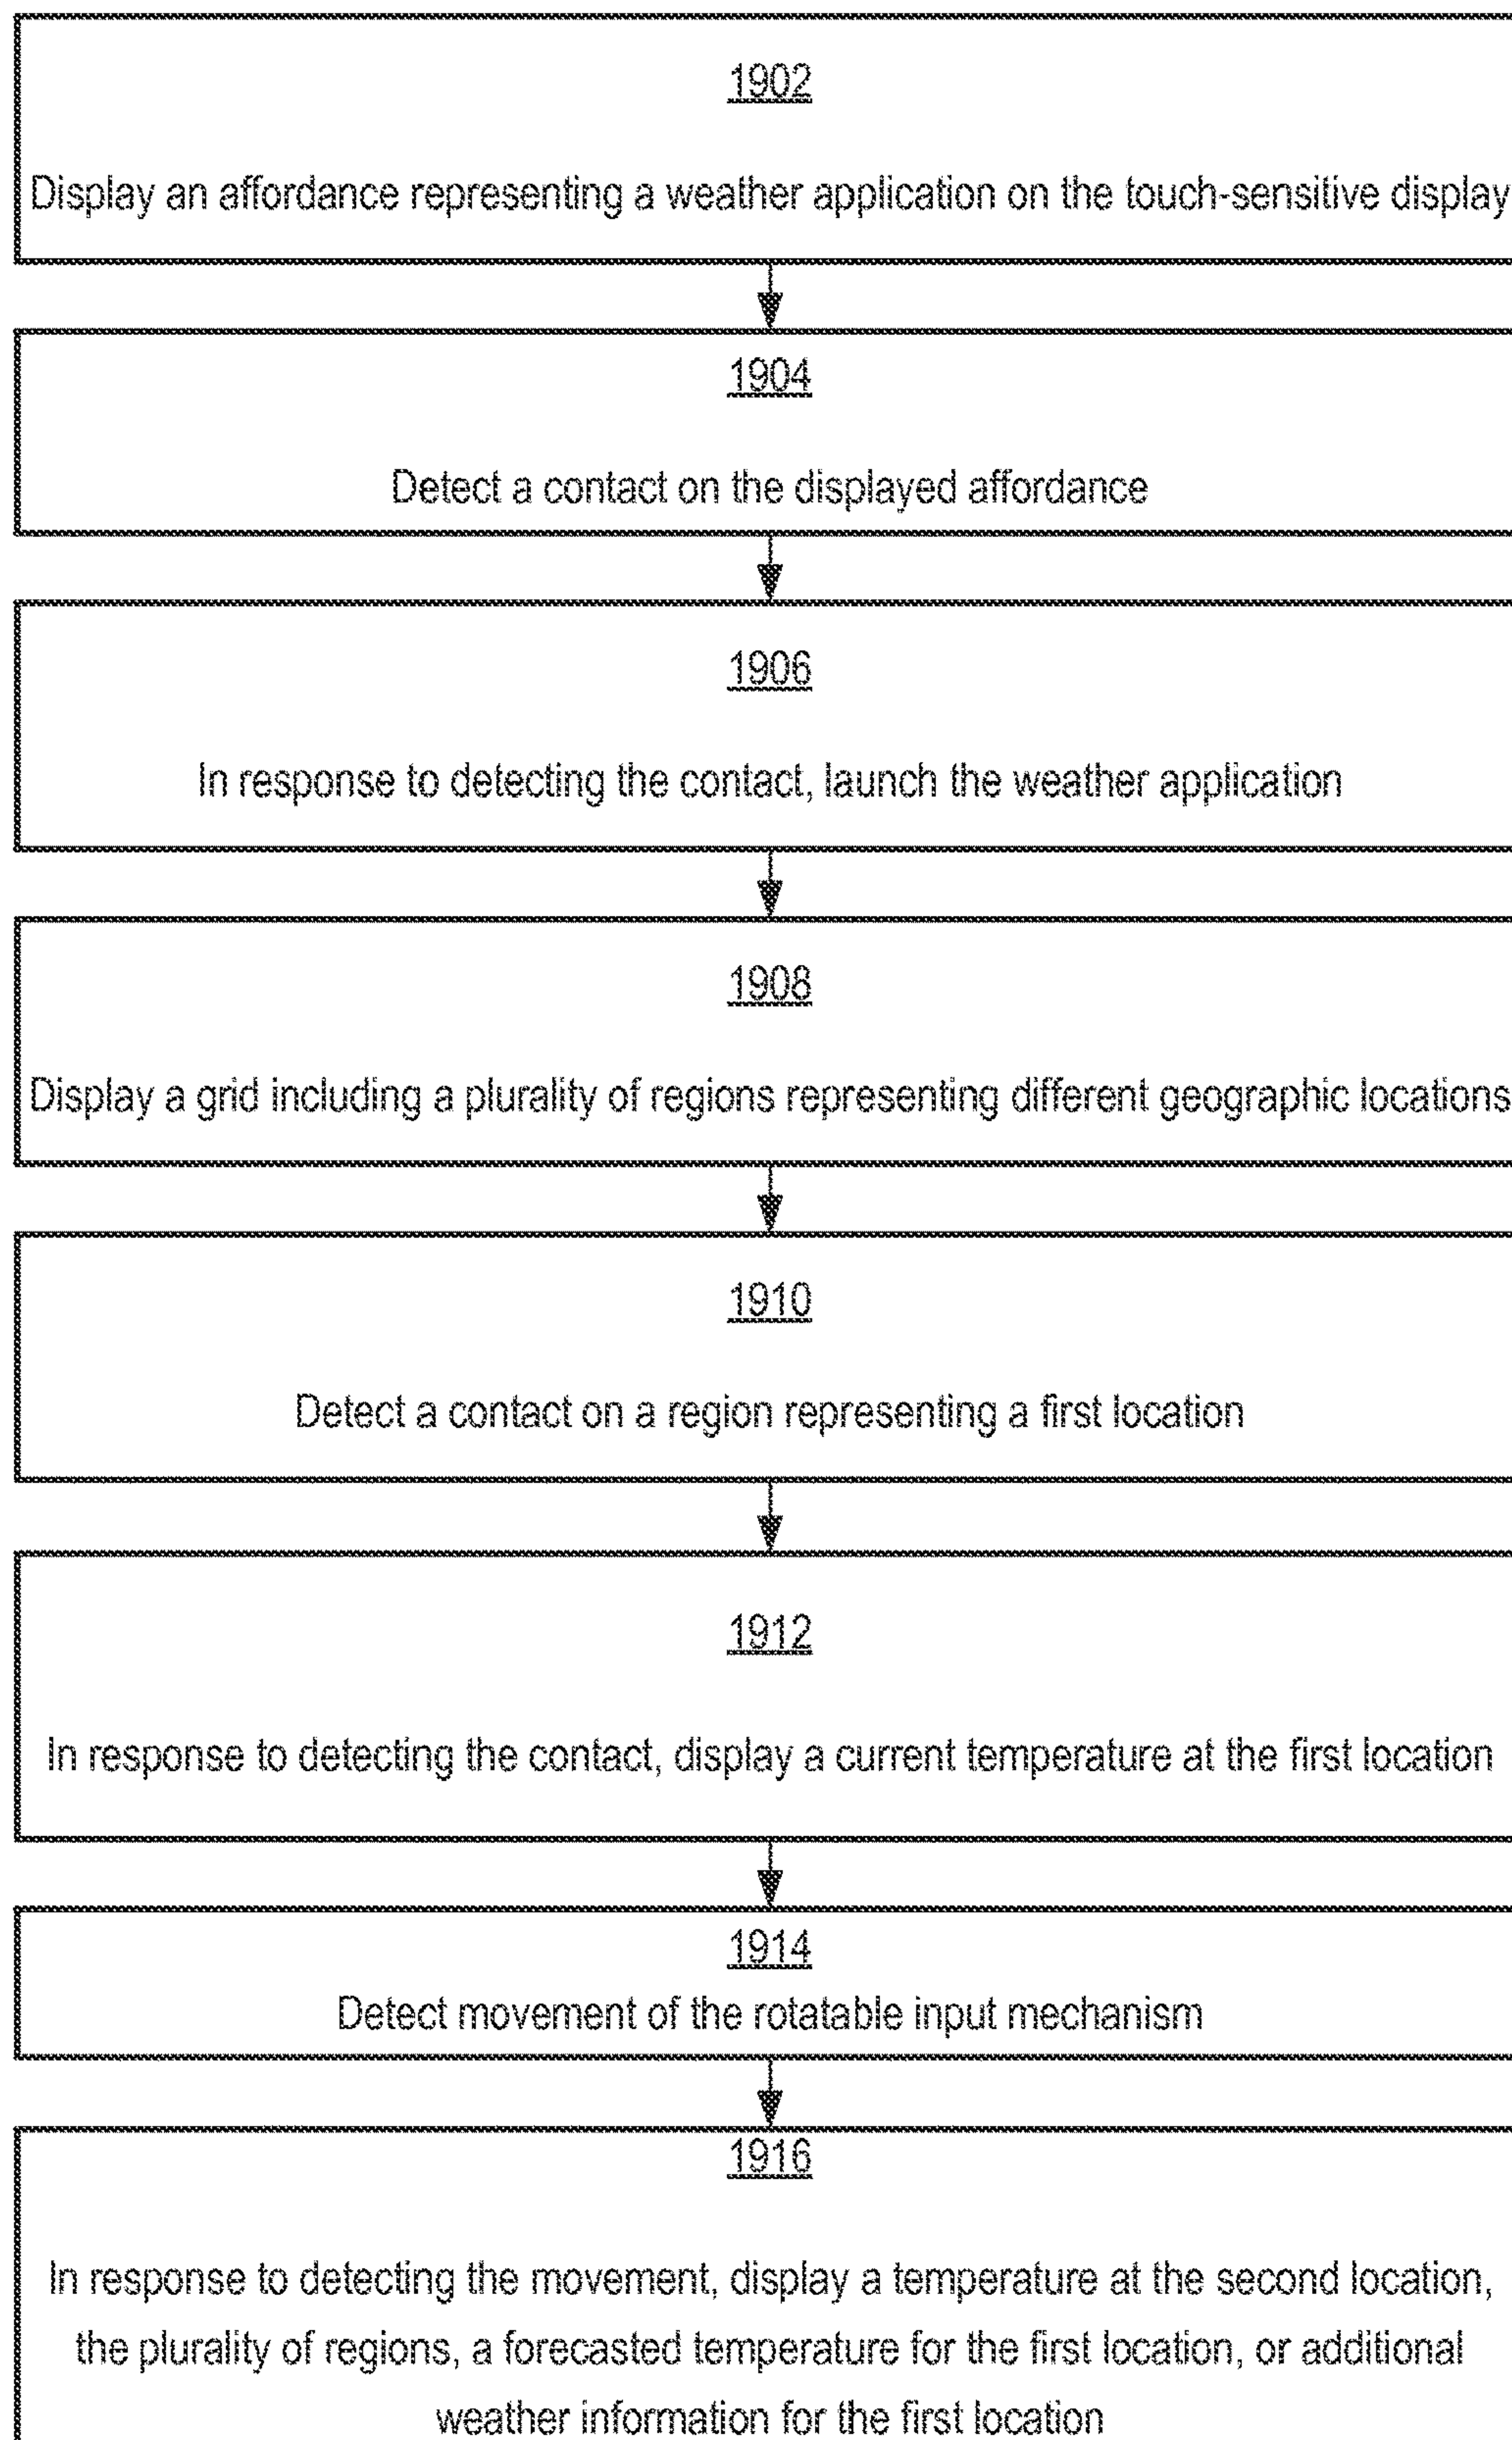 1902
Display an affordance representing a weather application on the touch-sensitive display
1904
Detect a contact on the displayed affordance
1906
In response to detecting the contact, launch the weather application
1908
Display a grid including a plurality of regions representing different geographic locations
1910
Detect a contact on a region representing a first location
1912
In response to detecting the contact, display a current temperature at the first location
1914
Detect movement of the rotatable input mechanism
1916
In response to detecting the movement, display a temperature at the second location,
the plurality of regions, a forecasted temperature for the first location, or additional
weather information for the first location